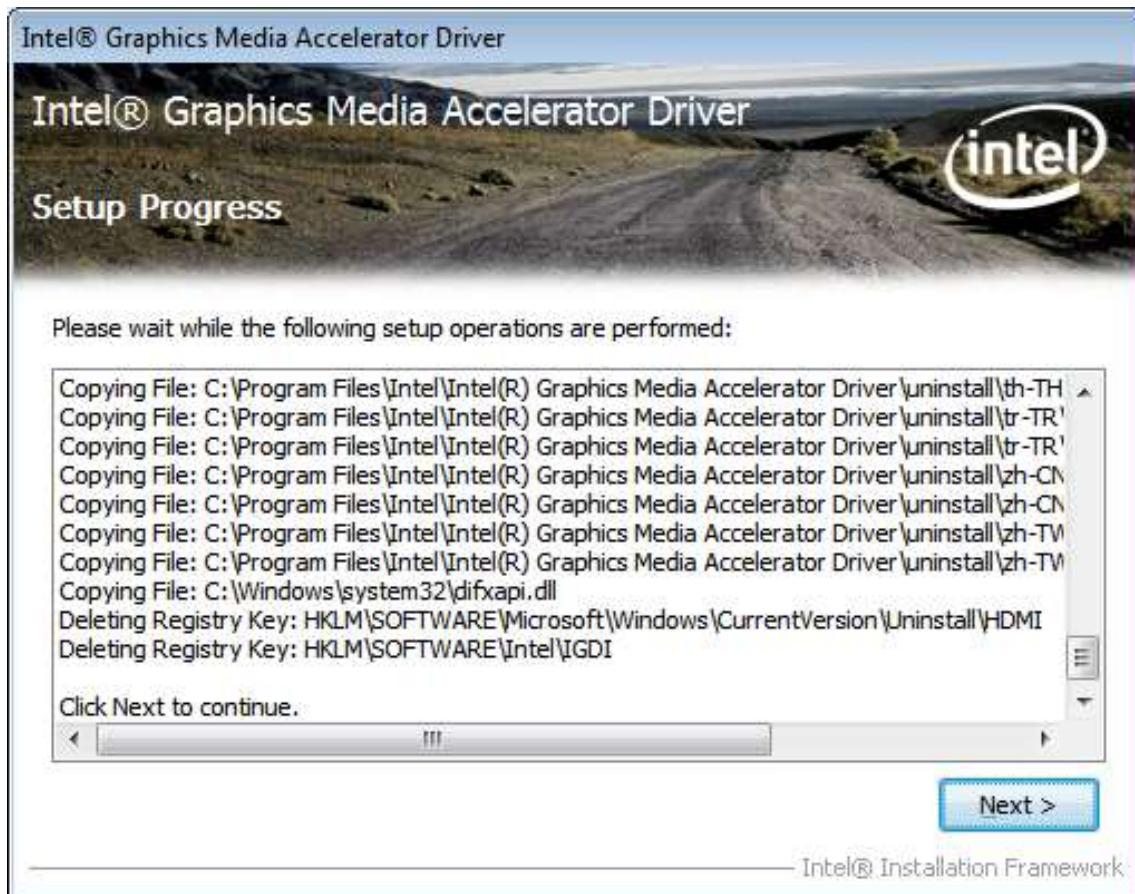 Intel® Graphics Media Accelerator Driver
Intel® Graphics Media Accelerator Driver
intel
Setup Progress
Please wait while the following setup operations are performed:
Copying File: C:\Program Files\Intel\Intel(R) Graphics Media Accelerator Driver\uninstall\th-TH
Copying File: C:\Program Files\Intel\Intel(R) Graphics Media Accelerator Driver\uninstall\tr-TR\
Copying File: C:\Program Files\Intel\Intel(R) Graphics Media Accelerator Driver\uninstall\tr-TR\
Copying File: C:\Program Files\Intel\Intel(R) Graphics Media Accelerator Driver\uninstall\zh-CN
Copying File: C:\Program Files\Intel\Intel(R) Graphics Media Accelerator Driver\uninstall\zh-CN
Copying File: C:\Program Files\Intel\Intel(R) Graphics Media Accelerator Driver\uninstall\zh-TW
Copying File: C:\Program Files\Intel\Intel(R) Graphics Media Accelerator Driver\uninstall\zh-TW
Copying File: C:\Windows\system32\difxapi.dll
Deleting Registry Key: HKLM\SOFTWARE\Microsoft\Windows\CurrentVersion\Uninstall\HDMI
Deleting Registry Key: HKLM\SOFTWARE\Intel\IGDI
Click Next to continue.
Next >
Intel® Installation Framework